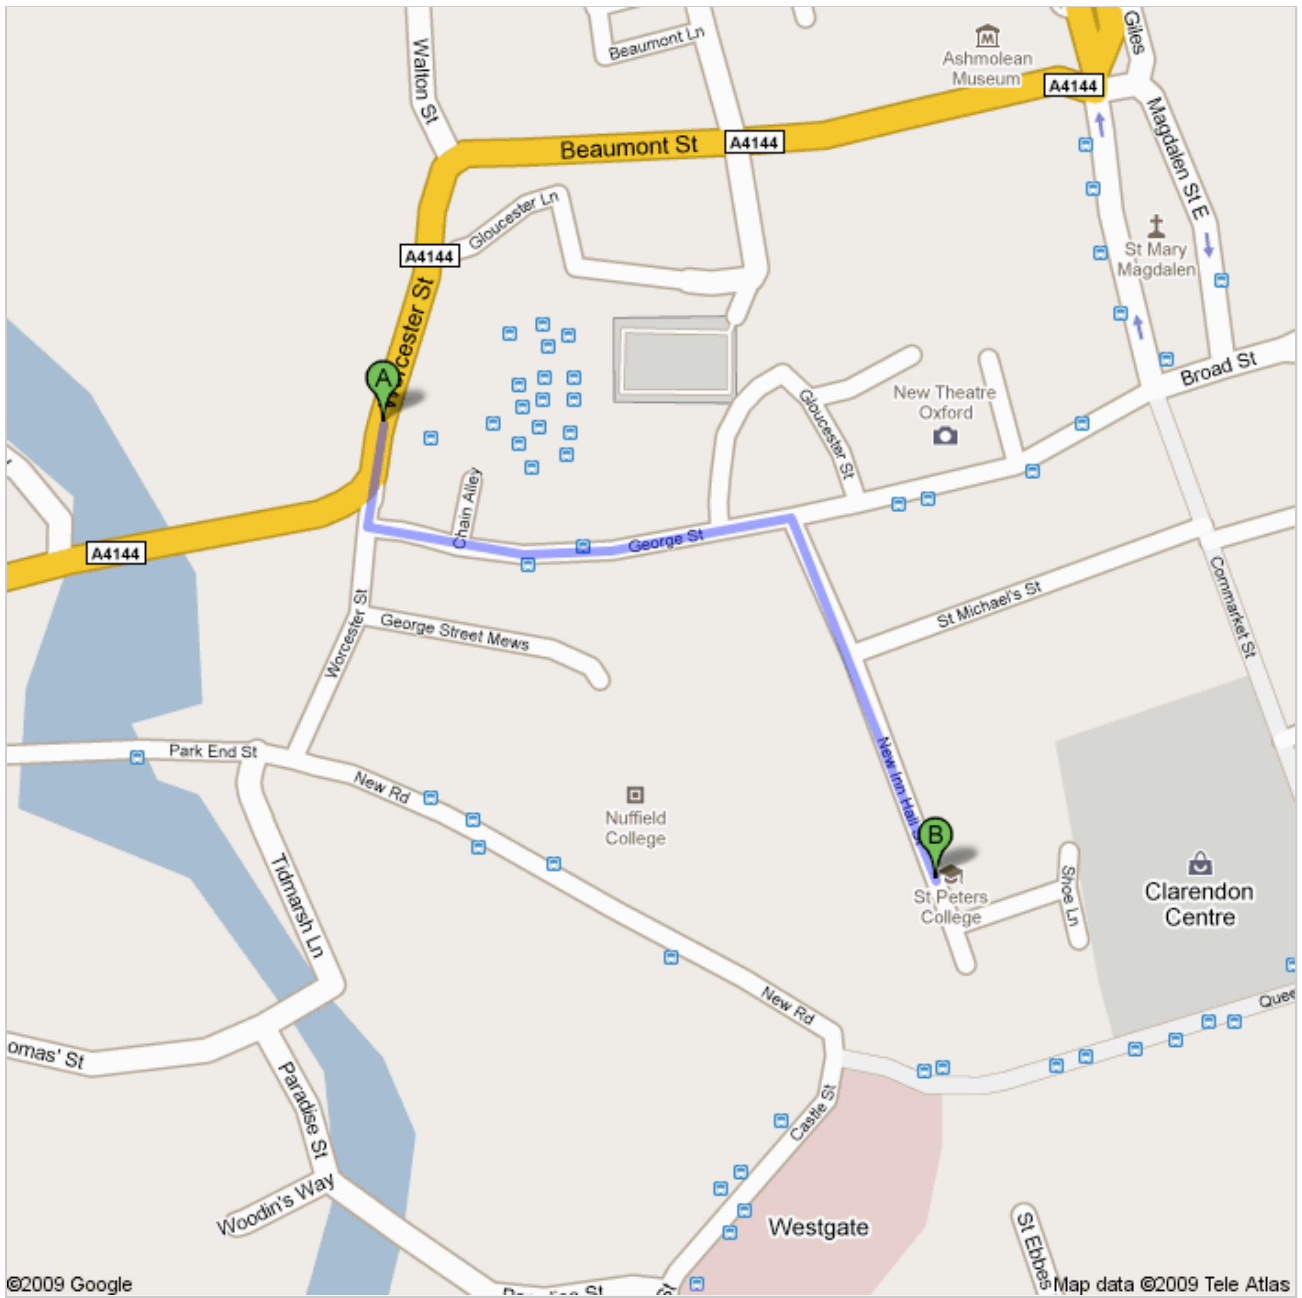 Giles
Walton St
Beaumont Ln
Ashmolean
Museum
A4144
Beaumont St
A4144
Magdalen St E
Gloucester Ln
A4144
St Mary
Magdalen
Worcester St
A
Broad St
New Theatre
Oxford
Gloucester St
Chain Alley
George St
A4144
St Michael's St
Cornmarket St
Worcester St
George Street Mews
Park End St
New Rd
New Inn Hall St
Nuffield
College
B
St Peters
College
Shoe Ln
Clarendon
Centre
Tidmarsh Ln
New Rd
Quee
omas' St
Paradise St
Castle St
Woodin's Way
Westgate
St Ebbes
Paradise St
St
©2009 Google
Map data ©2009 Tele Atlas